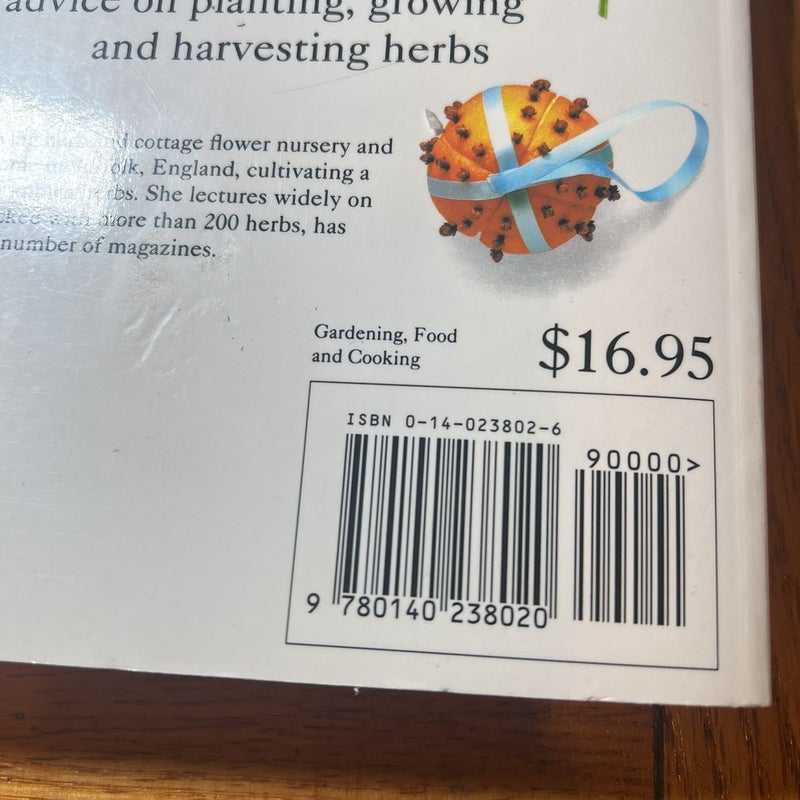 advice on planting, growing
and harvesting herbs
cottage flower nursery and
olk, England, cultivating a
rbs. She lectures widely on
more than 200 herbs, has
number of magazines.
Gardening, Food
and Cooking
$16.95
ISBN 0-14-023802-6
90000>
9 780140 238020